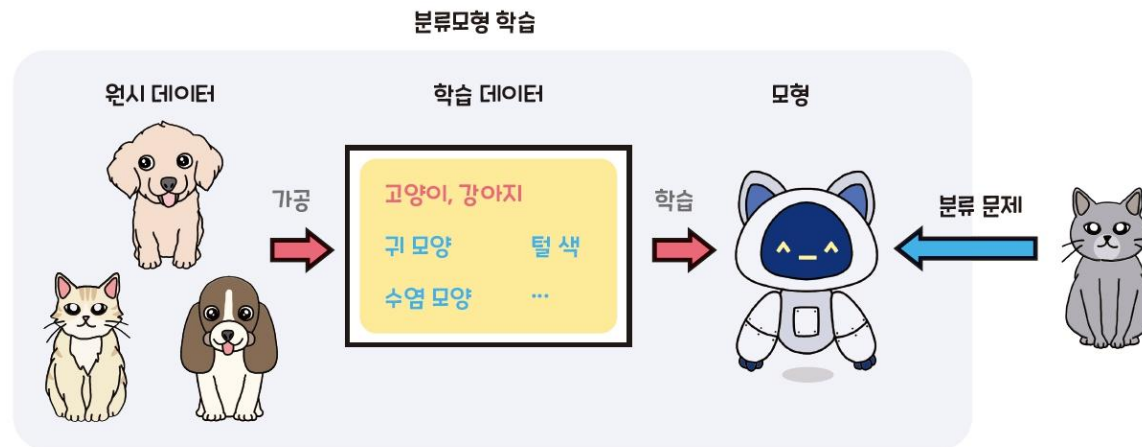 분류모형 학습
원시 데이터
학습 데이터
모형
가공
고양이, 강아지
귀 모양 털 색
수염 모양 ...
학습
분류 문제